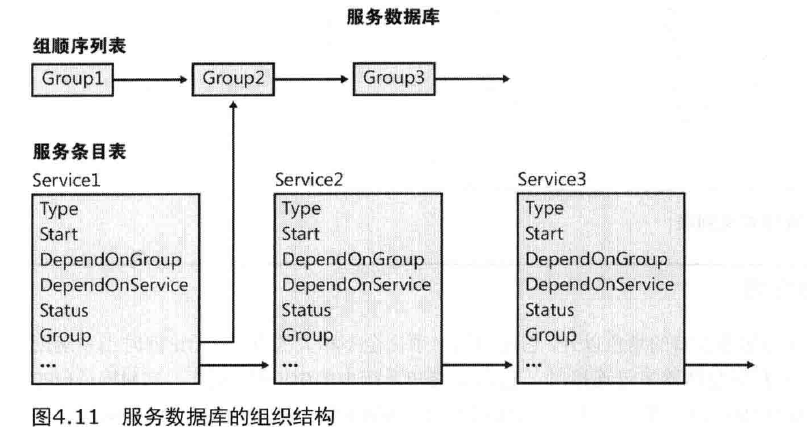 服务数据库
组顺序列表
Group1 Group2 Group3
服务条目表
Service1 Service2 Service3
Type Type Type
Start Start Start
DependOnGroup DependOnGroup DependOnGroup
DependOnService DependOnService DependOnService
Status Status Status
Group Group Group
... ... ...
图4.11 服务数据库的组织结构